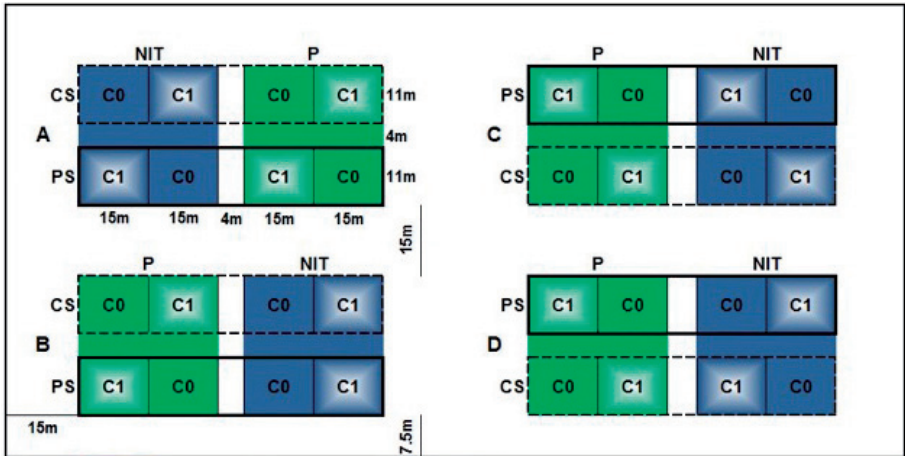 NIT P
CS C0 C1 C0 C1 11m
A 4m
PS C1 C0 C1 C0 11m
15m 15m 4m 15m 15m
15m
P NIT
CS C0 C1 C0 C1
B
PS C1 C0 C0 C1
15m
7.5m
P NIT
PS C1 C0 C1 C0
C
CS C0 C1 C0 C1
P NIT
PS C1 C0 C0 C1
D
CS C0 C1 C1 C0